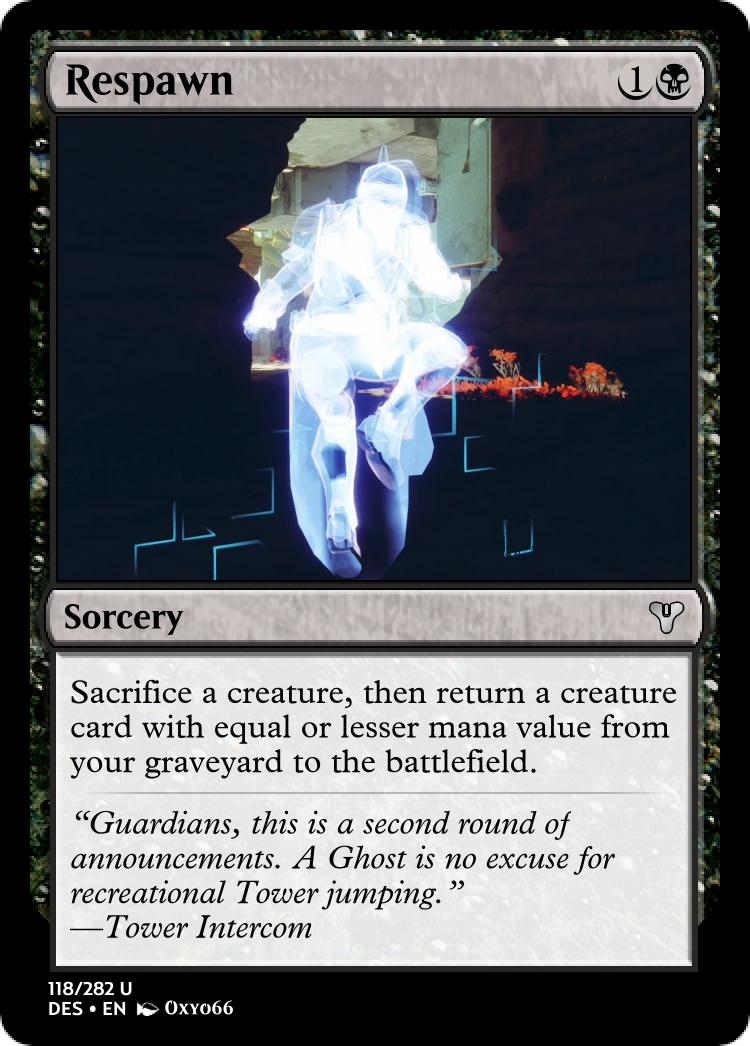 Respawn 1
Sorcery
Sacrifice a creature, then return a creature
card with equal or lesser mana value from
your graveyard to the battlefield.
“Guardians, this is a second round of
announcements. A Ghost is no excuse for
recreational Tower jumping.”
—Tower Intercom
118/282 U
DES • EN Oxyo66